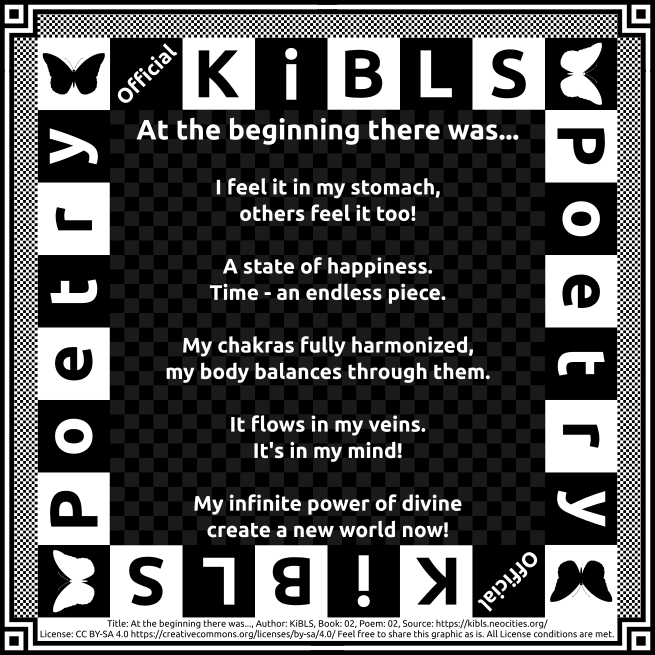 Official
KiBLS
Poetry
Poetry
At the beginning there was...
I feel it in my stomach,
others feel it too!
A state of happiness.
Time - an endless piece.
My chakras fully harmonized,
my body balances through them.
It flows in my veins.
It's in my mind!
My infinite power of divine
create a new world now!
KiBLS
Official
Title: At the beginning there was..., Author: KiBLS, Book: 02, Poem: 02, Source: https://kibls.neocities.org/
License: CC BY-SA 4.0 https://creativecommons.org/licenses/by-sa/4.0/ Feel free to share this graphic as is. All License conditions are met.